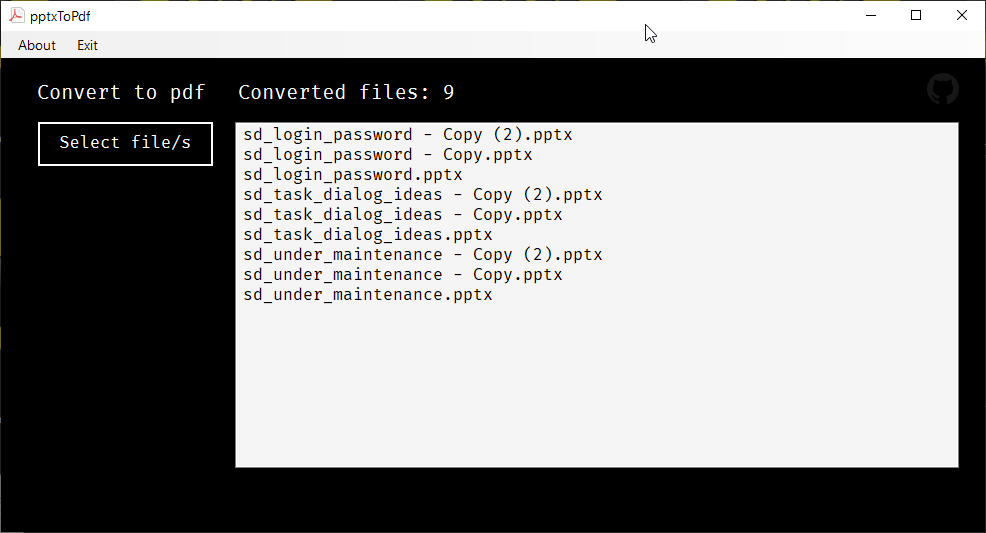 pptxToPdf
About Exit
Convert to pdf
Converted files: 9
Select file/s
sd_login_password - Copy (2).pptx
sd_login_password - Copy.pptx
sd_login_password.pptx
sd_task_dialog_ideas - Copy (2).pptx
sd_task_dialog_ideas - Copy.pptx
sd_task_dialog_ideas.pptx
sd_under_maintenance - Copy (2).pptx
sd_under_maintenance - Copy.pptx
sd_under_maintenance.pptx